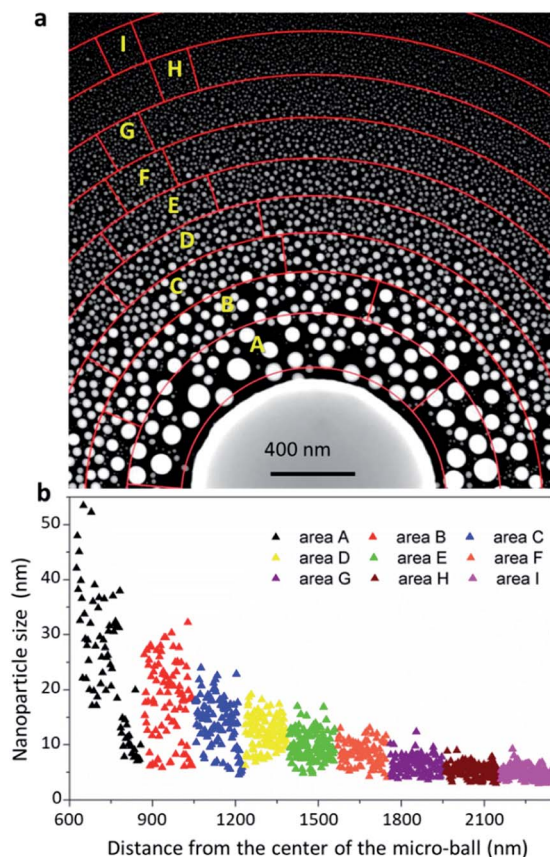 a
I
H
G
F
E
D
C
B
A
400 nm
b
50
40
30
20
10
0
Nanoparticle size (nm)
area A area B area C
area D area E area F
area G area H area I
600 900 1200 1500 1800 2100
Distance from the center of the micro-ball (nm)